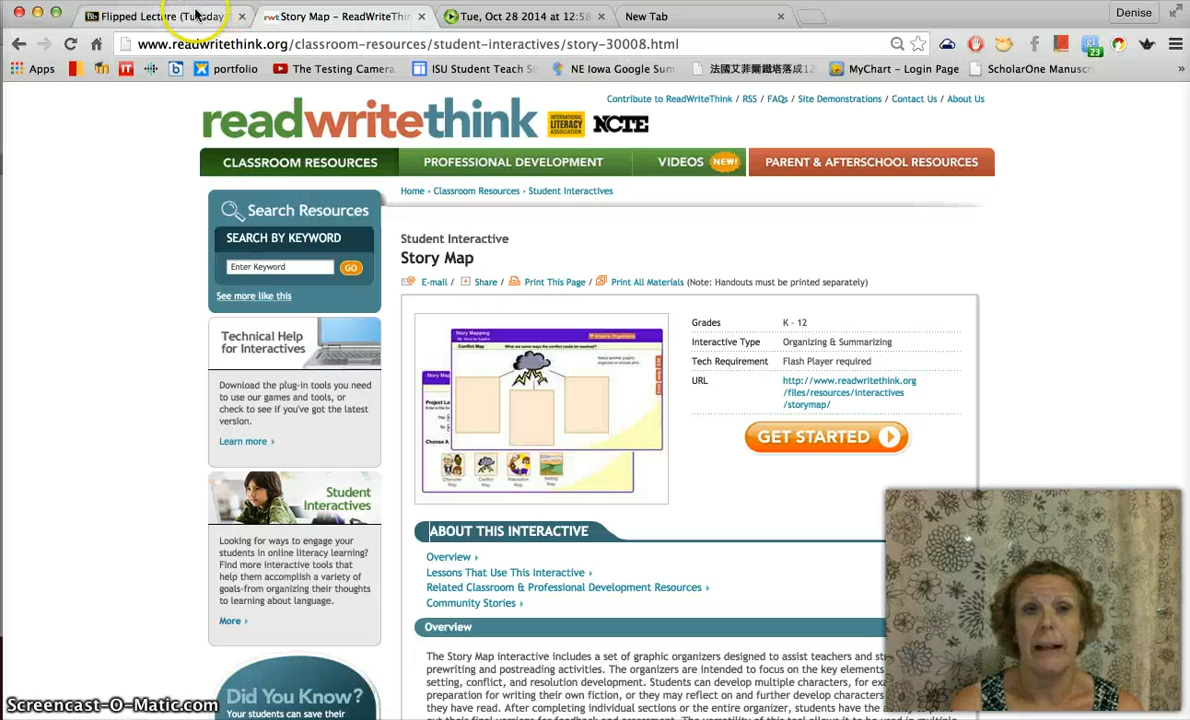 Flipped Lecture (Tuesday
Story Map - ReadWriteThin
Tue, Oct 28 2014 at 12:58
New Tab
Denise
www.readwritethink.org/classroom-resources/student-interactives/story-30008.html
23
Apps
portfolio
The Testing Camera
ISU Student Teach S
NE Iowa Google Sum
法國艾菲爾鐵塔落成12
MyChart - Login Page
ScholarOne Manuscr
Contribute to ReadWriteThink / RSS / FAQs / Site Demonstrations / Contact Us / About Us
readwritethink
INTERNATIONAL LITERACY ASSOCIATION
NCTE
CLASSROOM RESOURCES
PROFESSIONAL DEVELOPMENT
VIDEOS NEW!
PARENT & AFTERSCHOOL RESOURCES
Home › Classroom Resources › Student Interactives
Search Resources
SEARCH BY KEYWORD
Enter Keyword GO
See more like this
Student Interactive
Story Map
E-mail / Share / Print This Page / Print All Materials (Note: Handouts must be printed separately)
Grades K – 12
Interactive Type Organizing & Summarizing
Tech Requirement Flash Player required
URL http://www.readwritethink.org
/files/resources/interactives
/storymap/
GET STARTED
Story Mapping
Conflict Map
Technical Help
for Interactives
Download the plug-in tools you need
to use our games and tools, or
check to see if you've got the latest
version.
Learn more ›
Student
Interactives
Looking for ways to engage your
students in online literacy learning?
Find more interactive tools that
help them accomplish a variety of
goals-from organizing their thoughts
to learning about language.
More ›
Did You Know?
Your students can save their
ABOUT THIS INTERACTIVE
Overview ›
Lessons That Use This Interactive ›
Related Classroom & Professional Development Resources ›
Community Stories ›
Overview
The Story Map interactive includes a set of graphic organizers designed to assist teachers and
prewriting and postreading activities. The organizers are intended to focus on the key elements
setting, conflict, and resolution development. Students can develop multiple characters, for
preparation for writing their own fiction, or they may reflect on and further develop characters
they have read. After completing individual sections or the entire organizer, students have the
Screencast-O-Matic.com